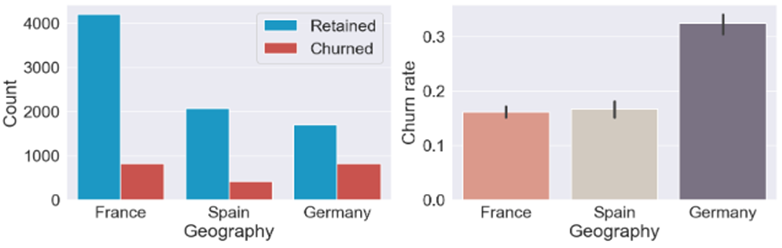 4000
3000
2000
1000
0
Count
Retained
Churned
France Spain Germany
Geography
0.3
0.2
0.1
0.0
Churn rate
France Spain Germany
Geography